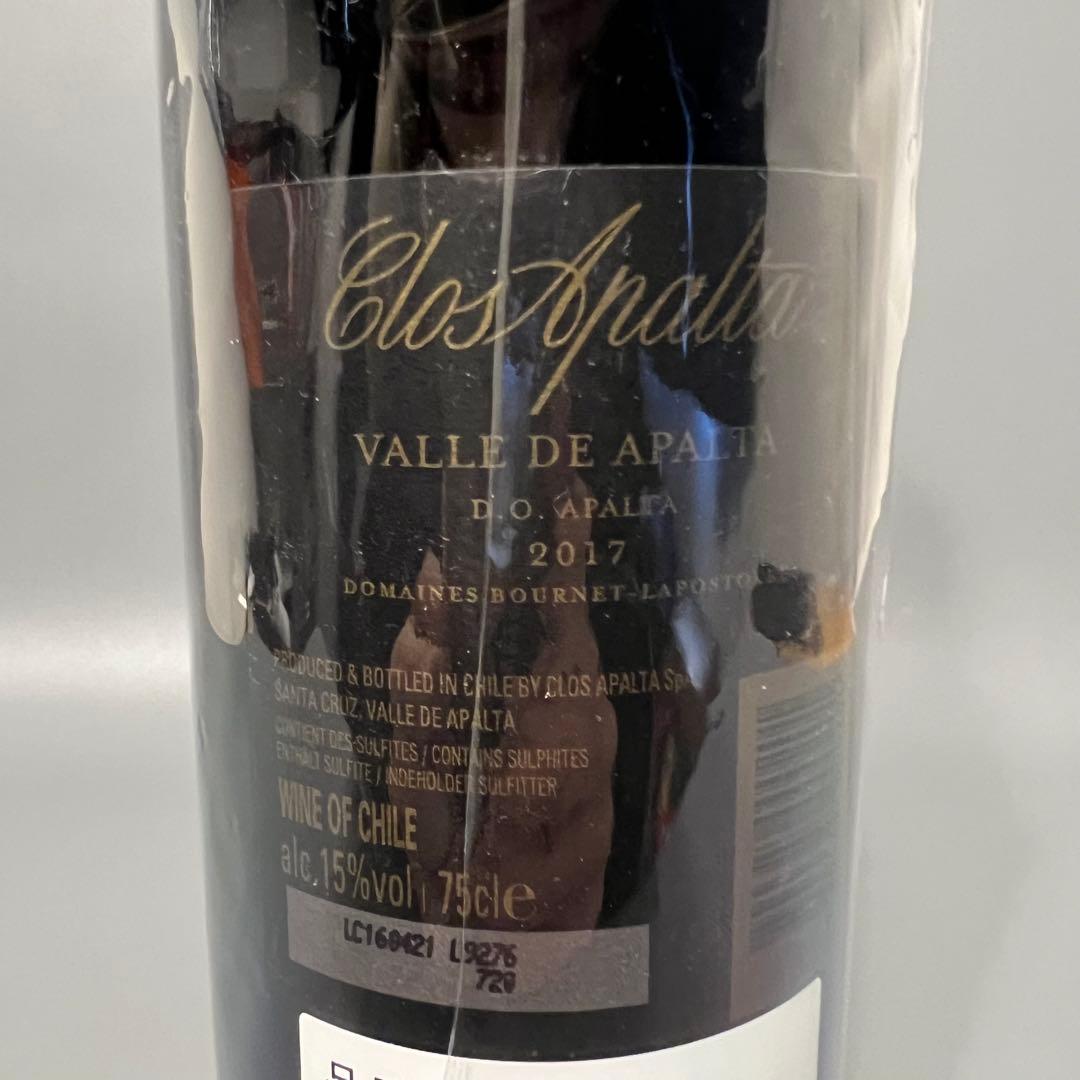 Clos Apalta
VALLE DE APALTA
D.O. APALTA
2017
DOMAINES BOURNET-LAPOSTO
PRODUCED & BOTTLED IN CHILE BY CLOS APALTA SpA
SANTA CRUZ, VALLE DE APALTA
CONTIENT DES SULFITES / CONTAINS SULPHITES
ENTHÄLT SULFITE / INDEHOLDER SULFITTER
WINE OF CHILE
alc.15%vol 75cl e
LC160421 L9276
720